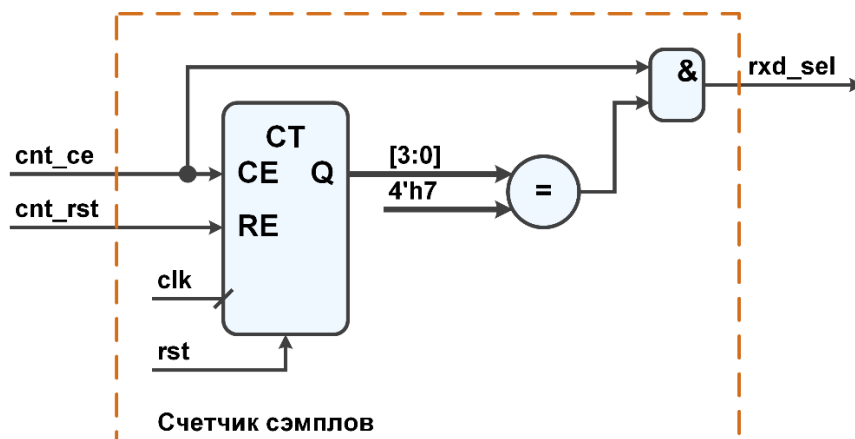 &
rxd_sel
cnt_ce
CT
CE Q
[3:0]
4'h7
=
cnt_rst
RE
clk
rst
Счетчик сэмплов